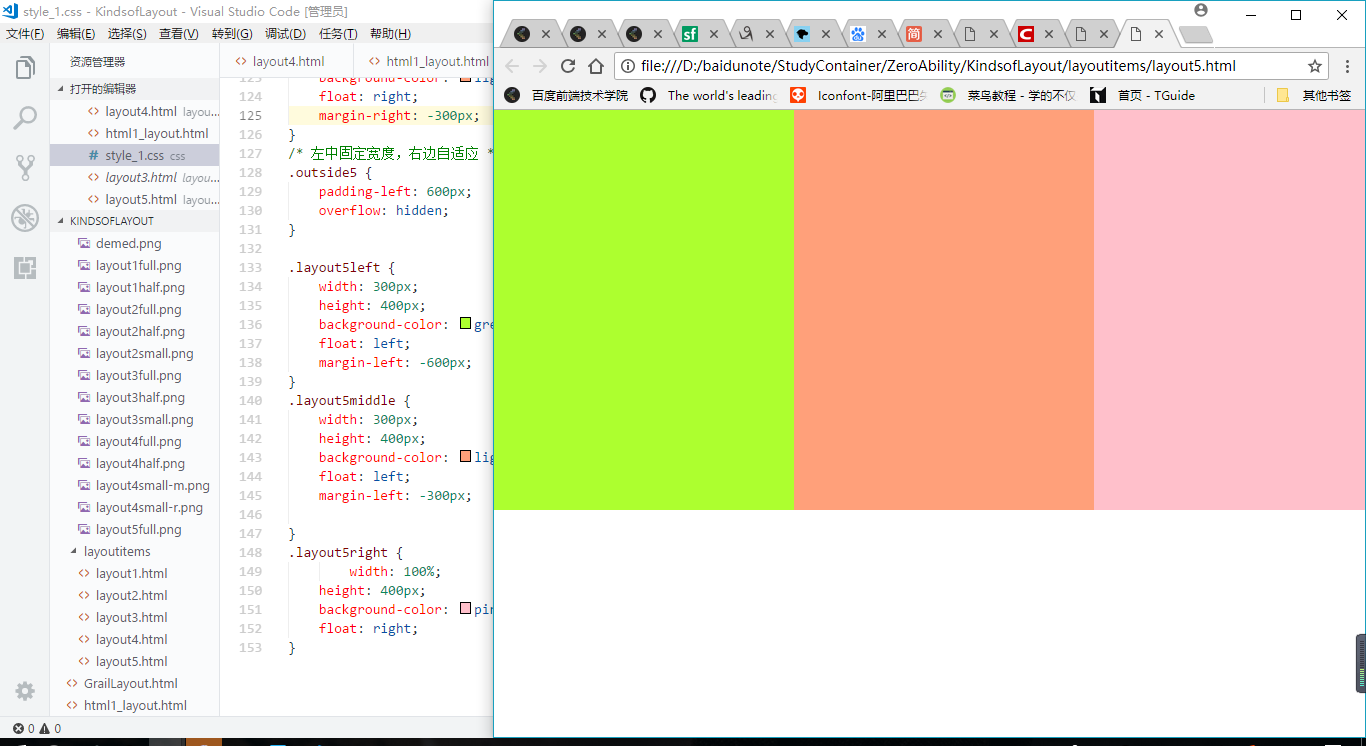 style_1.css - KindsofLayout - Visual Studio Code [管理员]
文件(F) 编辑(E) 选择(S) 查看(V) 转到(G) 调试(D) 任务(T) 帮助(H)
资源管理器
打开的编辑器
layout4.html layou...
html1_layout.html
style_1.css css
layout3.html layou...
layout5.html layou...
KINDSOFLAYOUT
demed.png
layout1full.png
layout1half.png
layout2full.png
layout2half.png
layout2small.png
layout3full.png
layout3half.png
layout3small.png
layout4full.png
layout4half.png
layout4small-m.png
layout4small-r.png
layout5full.png
layoutitems
layout1.html
layout2.html
layout3.html
layout4.html
layout5.html
GrailLayout.html
html1_layout.html
0 0
layout4.html html1_layout.html
123 background-color: lig
124 float: right;
125 margin-right: -300px;
126 }
127 /* 左中固定宽度，右边自适应 *
128 .outside5 {
129 padding-left: 600px;
130 overflow: hidden;
131 }
132
133 .layout5left {
134 width: 300px;
135 height: 400px;
136 background-color: gre
137 float: left;
138 margin-left: -600px;
139 }
140 .layout5middle {
141 width: 300px;
142 height: 400px;
143 background-color: lig
144 float: left;
145 margin-left: -300px;
146
147 }
148 .layout5right {
149 width: 100%;
150 height: 400px;
151 background-color: pin
152 float: right;
153 }
sf
简
C
file:///D:/baidunote/StudyContainer/ZeroAbility/KindsofLayout/layoutitems/layout5.html
百度前端技术学院 The world's leading Iconfont-阿里巴巴 菜鸟教程 - 学的不仅 首页 - TGuide 其他书签